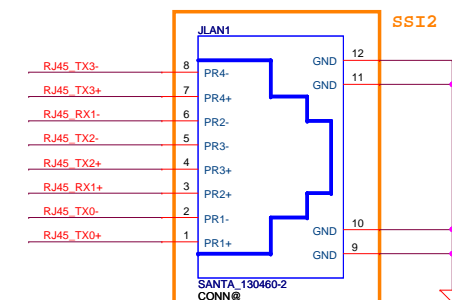 SSI2
JLAN1
RJ45_TX3- 8 PR4- GND 12
RJ45_TX3+ 7 PR4+ GND 11
RJ45_RX1- 6 PR2-
RJ45_TX2- 5 PR3-
RJ45_TX2+ 4 PR3+
RJ45_RX1+ 3 PR2+
RJ45_TX0- 2 PR1- GND 10
RJ45_TX0+ 1 PR1+ GND 9
SANTA_130460-2
CONN@